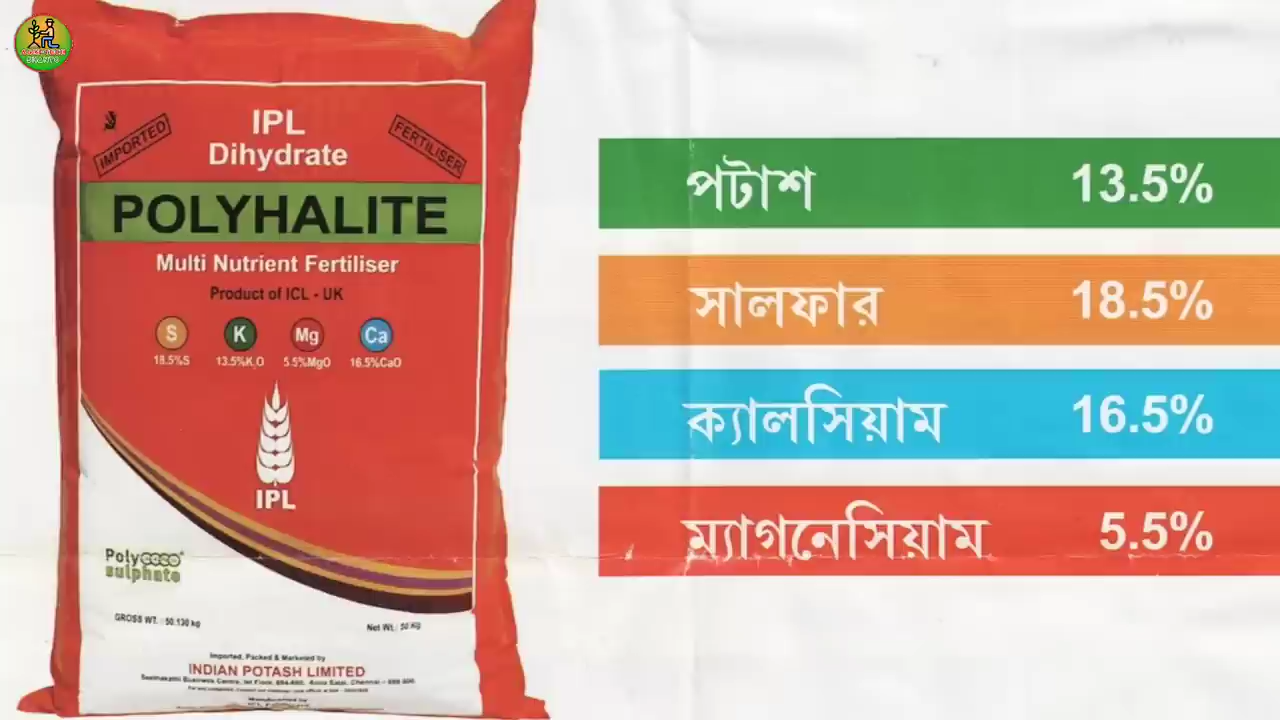 IMPORTED
FERTILISER
IPL
Dihydrate
POLYHALITE
Multi Nutrient Fertiliser
Product of ICL - UK
S K Mg Ca
18.5%S 13.5%K₂O 5.5%MgO 16.5%CaO
IPL
Poly
sulphate
GROSS WT. : 50.130 kg
Net Wt.: 50 Kg
Imported, Packed & Marketed by
INDIAN POTASH LIMITED
পটাশ 13.5%
সালফার 18.5%
ক্যালসিয়াম 16.5%
ম্যাগনেসিয়াম 5.5%